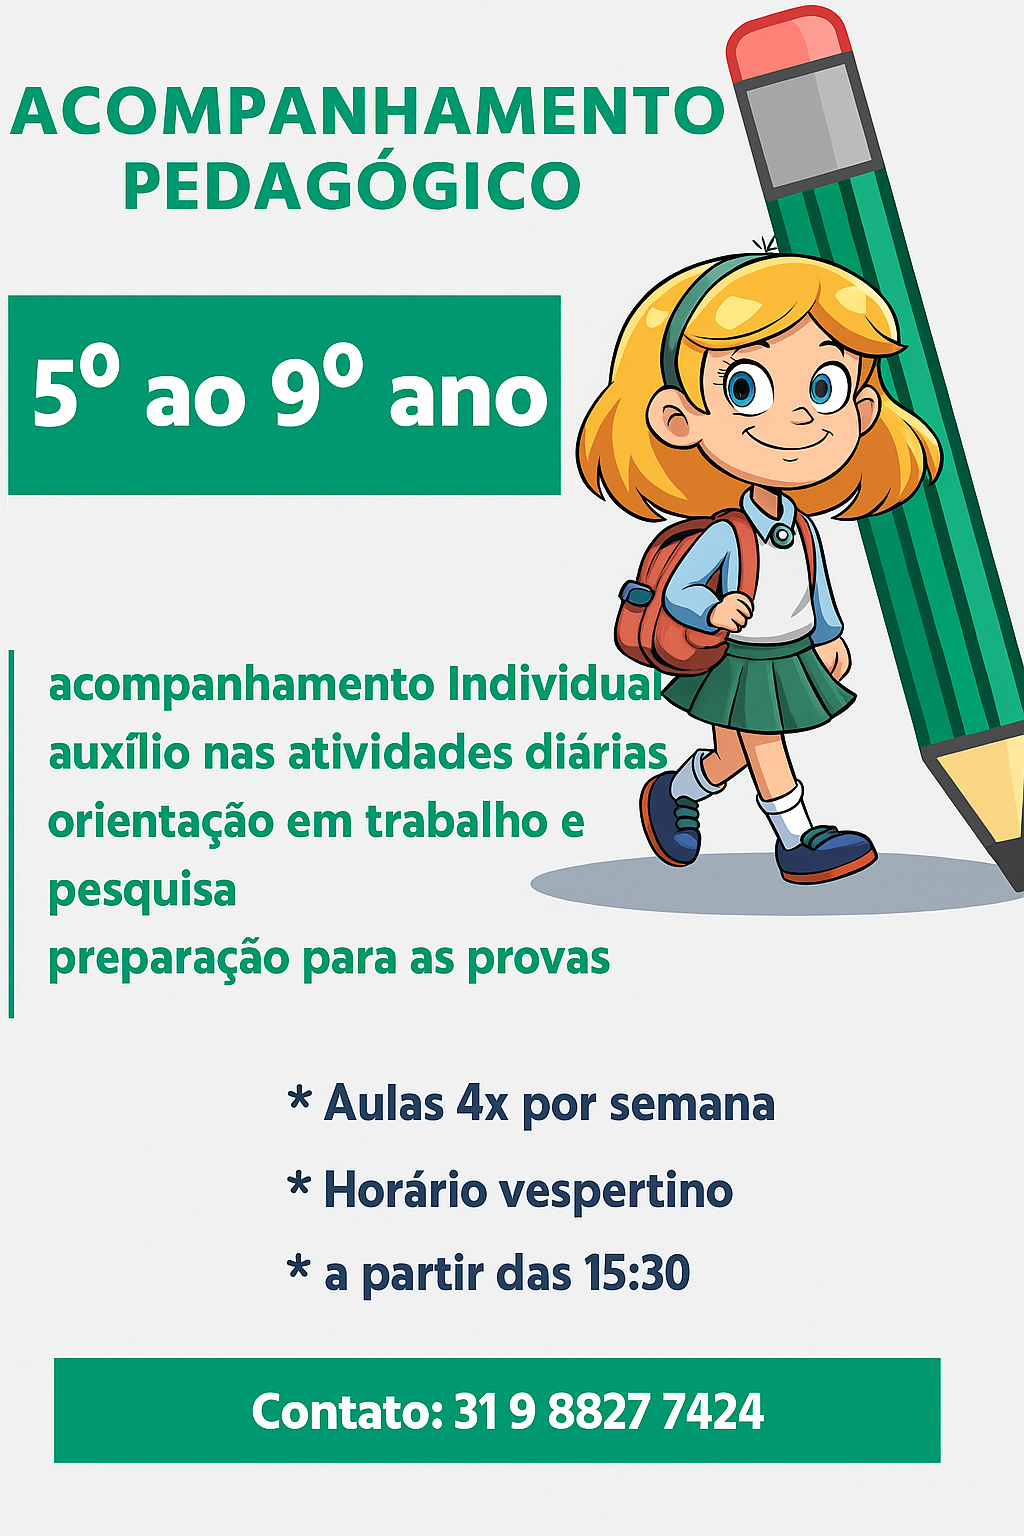 ACOMPANHAMENTO
PEDAGÓGICO
5º ao 9º ano
acompanhamento Individual
auxílio nas atividades diárias
orientação em trabalho e
pesquisa
preparação para as provas
* Aulas 4x por semana
* Horário vespertino
* a partir das 15:30
Contato: 31 9 8827 7424